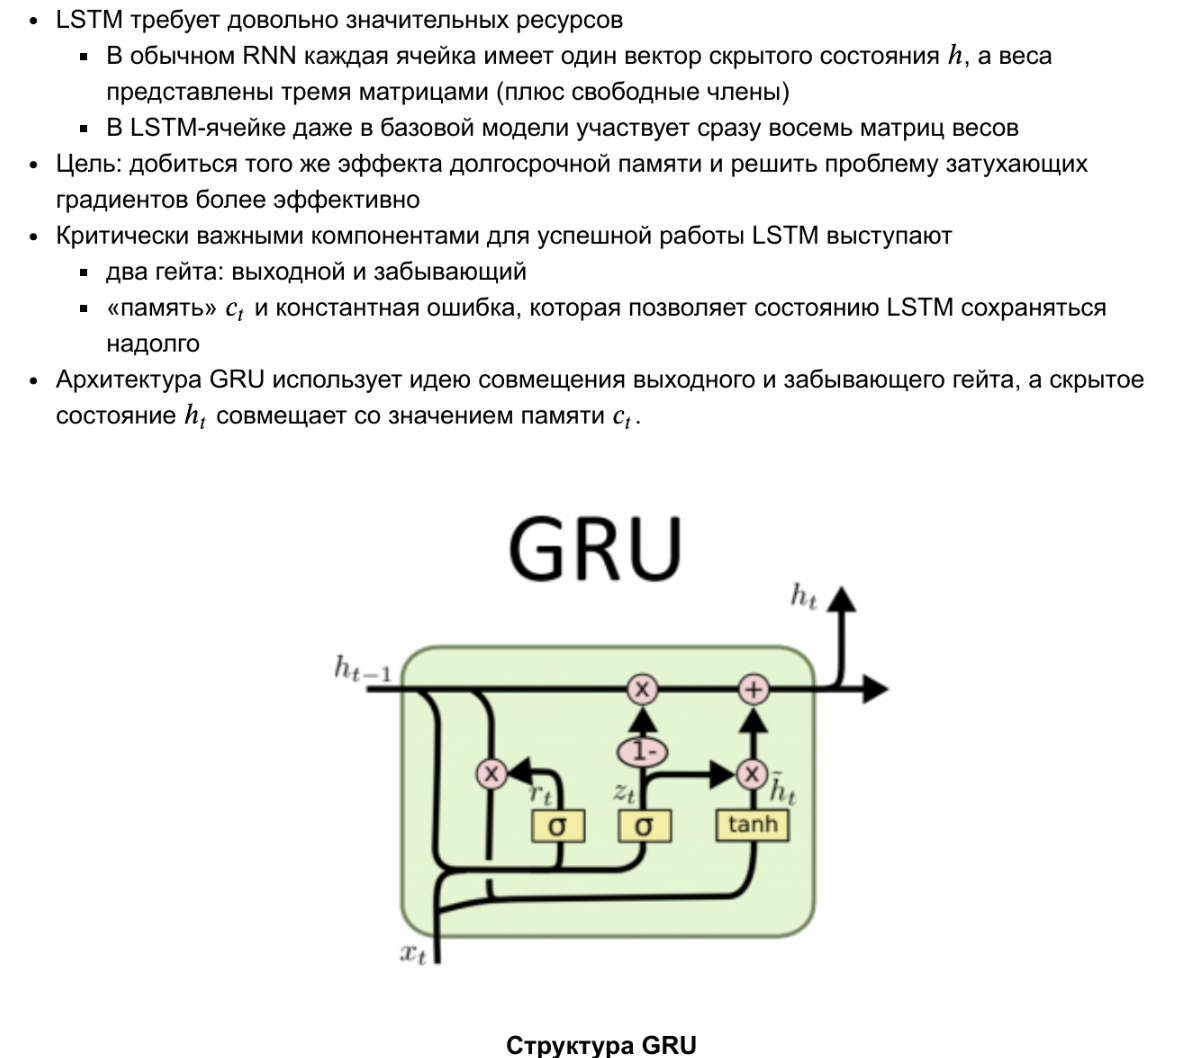 • LSTM требует довольно значительных ресурсов
▪ В обычном RNN каждая ячейка имеет один вектор скрытого состояния h, а веса
представлены тремя матрицами (плюс свободные члены)
▪ В LSTM-ячейке даже в базовой модели участвует сразу восемь матриц весов
• Цель: добиться того же эффекта долгосрочной памяти и решить проблему затухающих
градиентов более эффективно
• Критически важными компонентами для успешной работы LSTM выступают
▪ два гейта: выходной и забывающий
▪ «память» cₜ и константная ошибка, которая позволяет состоянию LSTM сохраняться
надолго
• Архитектура GRU использует идею совмещения выходного и забывающего гейта, а скрытое
состояние hₜ совмещает со значением памяти cₜ.
GRU
hₜ
hₜ₋₁
x +
1-
x x
rₜ zₜ h̃ₜ
σ σ tanh
xₜ
Структура GRU